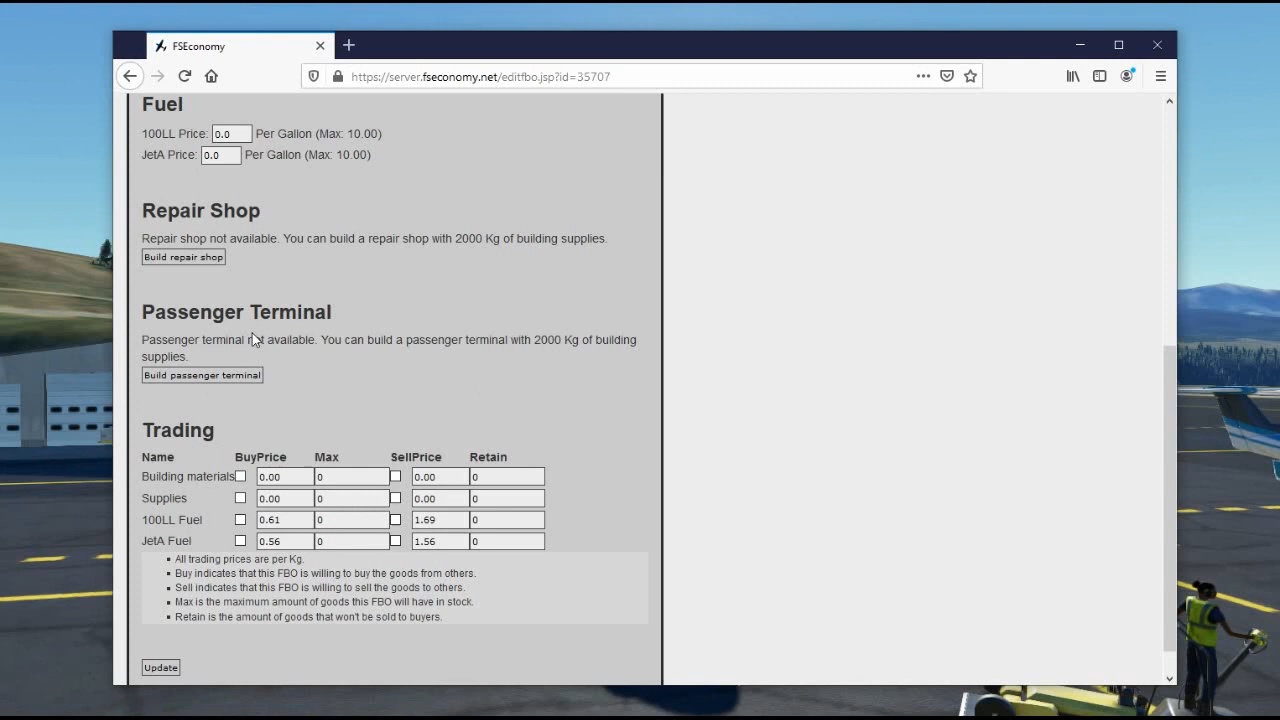 FSEconomy
https://server.fseconomy.net/editfbo.jsp?id=35707
Fuel
100LL Price: 0.0 Per Gallon (Max: 10.00)
JetA Price: 0.0 Per Gallon (Max: 10.00)
Repair Shop
Repair shop not available. You can build a repair shop with 2000 Kg of building supplies.
Build repair shop
Passenger Terminal
Passenger terminal not available. You can build a passenger terminal with 2000 Kg of building
supplies.
Build passenger terminal
Trading
Name BuyPrice Max SellPrice Retain
Building materials 0.00 0 0.00 0
Supplies 0.00 0 0.00 0
100LL Fuel 0.61 0 1.69 0
JetA Fuel 0.56 0 1.56 0
▪ All trading prices are per Kg.
▪ Buy indicates that this FBO is willing to buy the goods from others.
▪ Sell indicates that this FBO is willing to sell the goods to others.
▪ Max is the maximum amount of goods this FBO will have in stock.
▪ Retain is the amount of goods that won't be sold to buyers.
Update